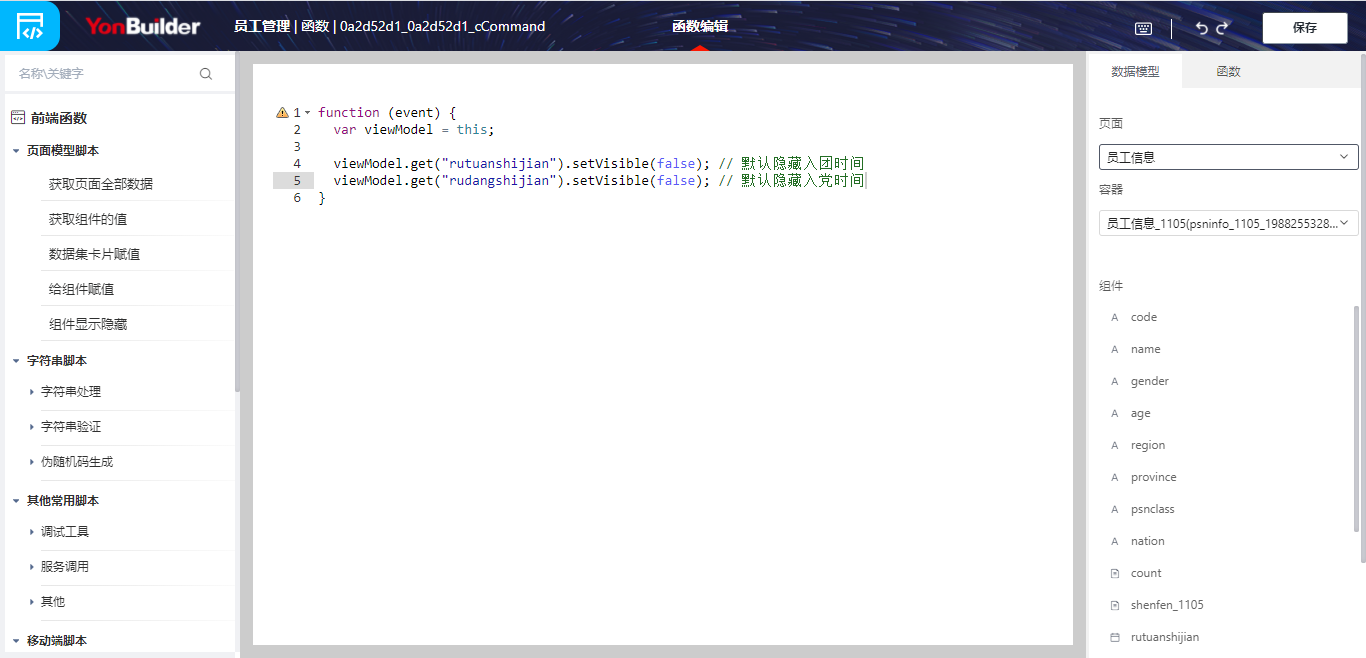 YonBuilder
员工管理 | 函数 | 0a2d52d1_0a2d52d1_cCommand
函数编辑
保存
名称\关键字
前端函数
页面模型脚本
获取页面全部数据
获取组件的值
数据集卡片赋值
给组件赋值
组件显示隐藏
字符串脚本
字符串处理
字符串验证
伪随机码生成
其他常用脚本
调试工具
服务调用
其他
移动端脚本
1 function (event) {
2 var viewModel = this;
3
4 viewModel.get("rutuanshijian").setVisible(false); // 默认隐藏入团时间
5 viewModel.get("rudangshijian").setVisible(false); // 默认隐藏入党时间
6 }
数据模型
函数
页面
员工信息
容器
员工信息_1105(psninfo_1105_1988255328...
组件
A code
A name
A gender
A age
A region
A province
A psnclass
A nation
count
shenfen_1105
rutuanshijian